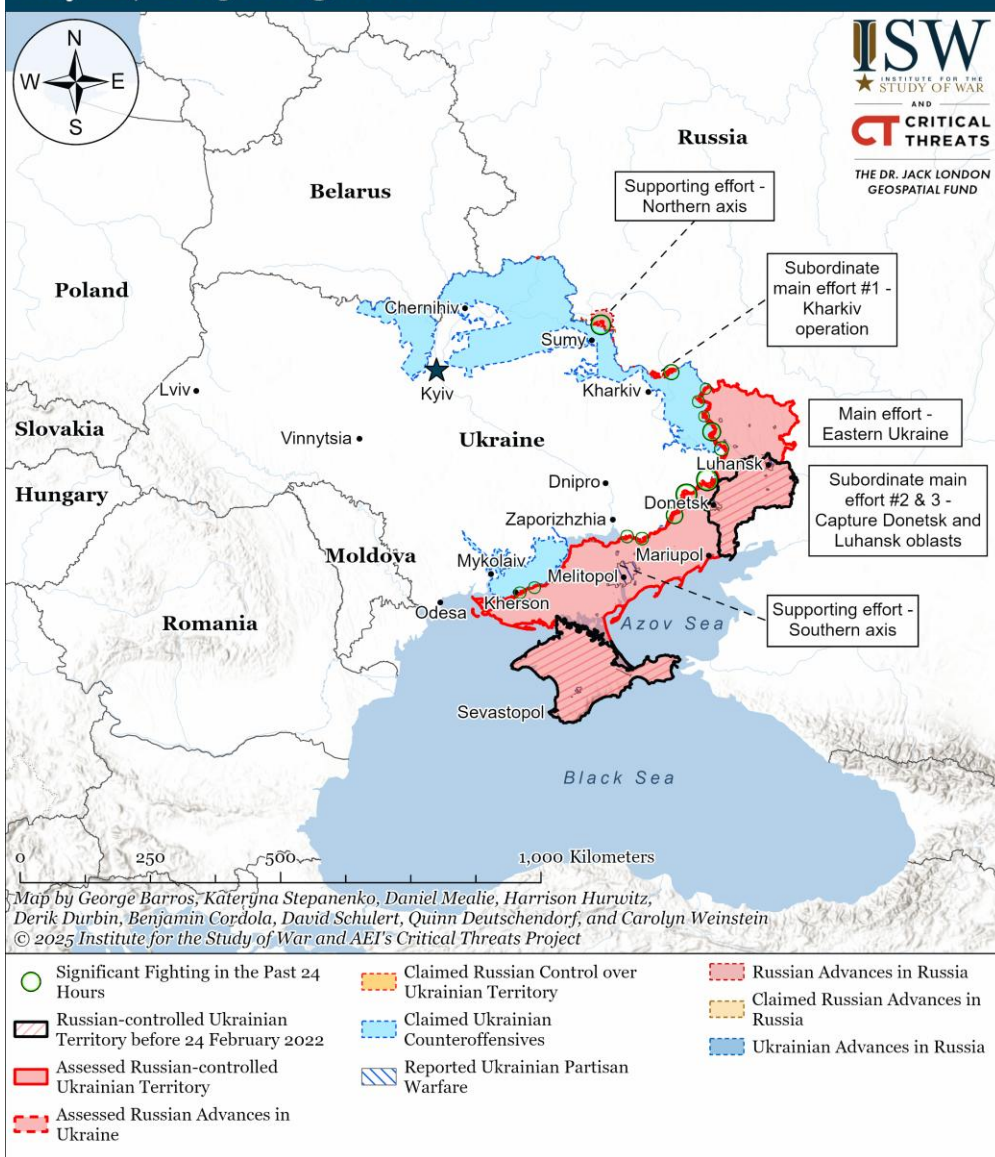 N
W
E
S
ISW
INSTITUTE FOR THE
STUDY OF WAR
AND
CT CRITICAL
THREATS
THE DR. JACK LONDON
GEOSPATIAL FUND
Russia
Supporting effort -
Northern axis
Belarus
Subordinate
main effort #1 -
Kharkiv
operation
Poland
Chernihiv
Sumy
Kyiv
Lviv
Kharkiv
Slovakia
Vinnytsia
Ukraine
Main effort -
Eastern Ukraine
Luhansk
Hungary
Dnipro
Donetsk
Subordinate main
effort #2 & 3 -
Capture Donetsk and
Luhansk oblasts
Zaporizhzhia
Moldova
Mykolaiv
Mariupol
Melitopol
Odesa
Kherson
Romania
Azov Sea
Supporting effort -
Southern axis
Sevastopol
Black Sea
0
250
500
1,000 Kilometers
Map by George Barros, Kateryna Stepanenko, Daniel Mealie, Harrison Hurwitz,
Derik Durbin, Benjamin Cordola, David Schulert, Quinn Deutschendorf, and Carolyn Weinstein
© 2025 Institute for the Study of War and AEI's Critical Threats Project
Significant Fighting in the Past 24
Hours
Russian-controlled Ukrainian
Territory before 24 February 2022
Assessed Russian-controlled
Ukrainian Territory
Assessed Russian Advances in
Ukraine
Claimed Russian Control over
Ukrainian Territory
Claimed Ukrainian
Counteroffensives
Reported Ukrainian Partisan
Warfare
Russian Advances in Russia
Claimed Russian Advances in
Russia
Ukrainian Advances in Russia